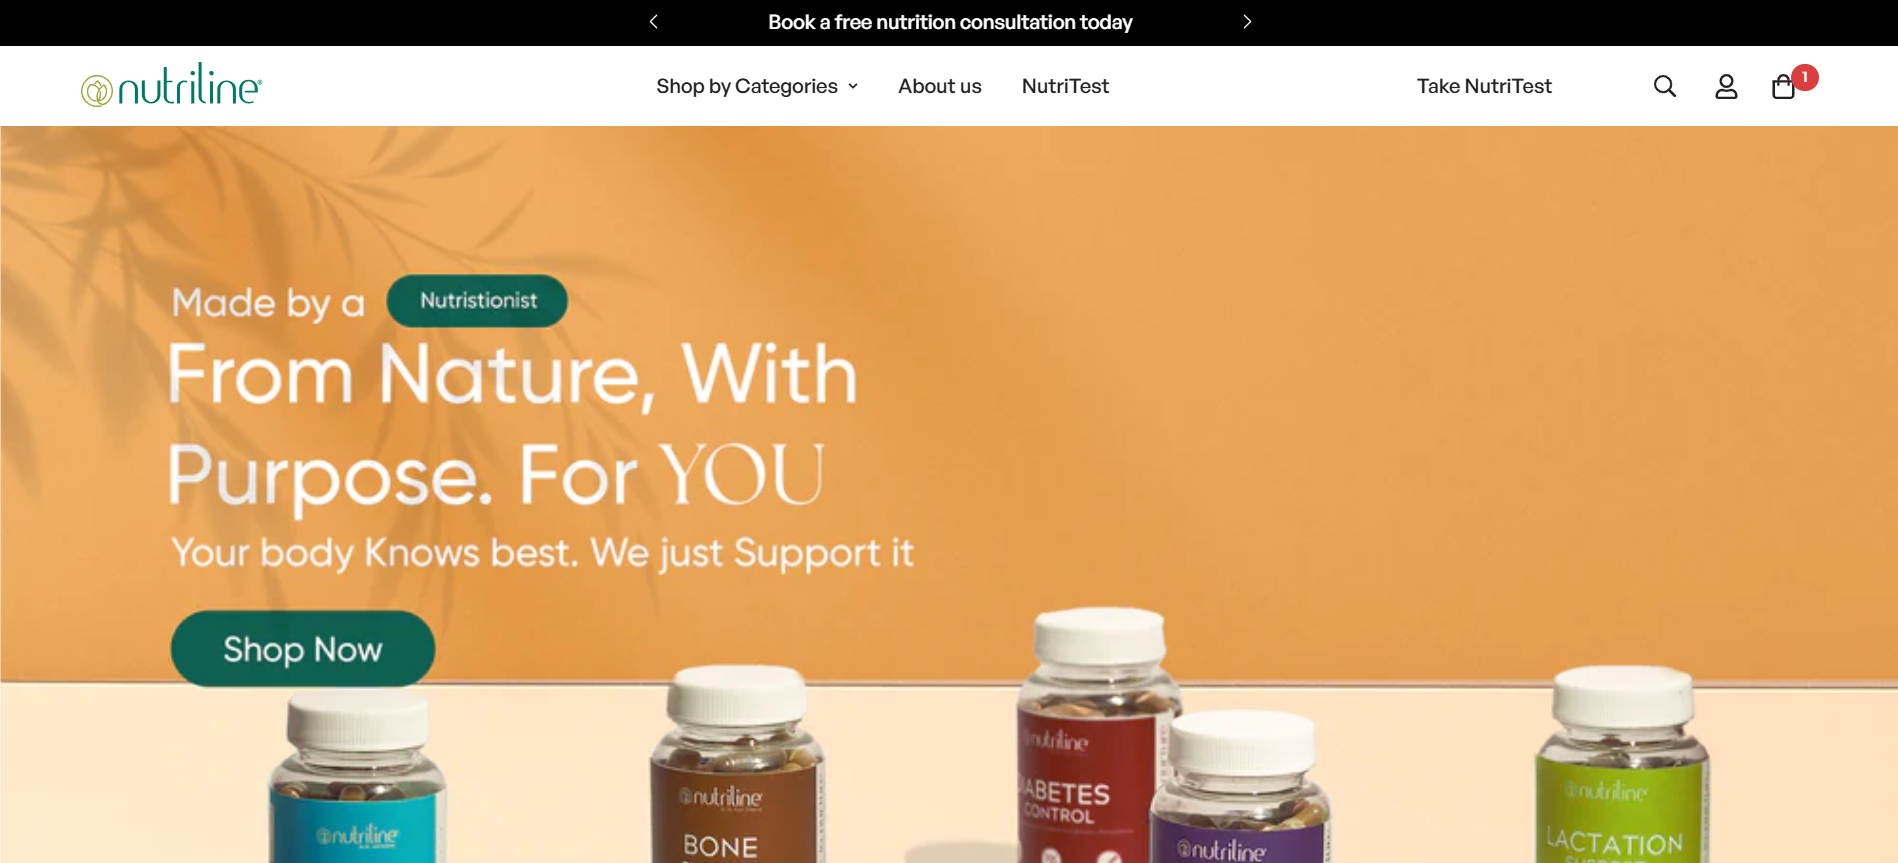 Book a free nutrition consultation today
nutriline
Shop by Categories
About us
NutriTest
Take NutriTest
1
Made by a Nutristionist
From Nature, With
Purpose. For YOU
Your body Knows best. We just Support it
Shop Now
nutriline
nutriline
BONE
nutriline
DIABETES
CONTROL
nutriline
nutriline
LACTATION